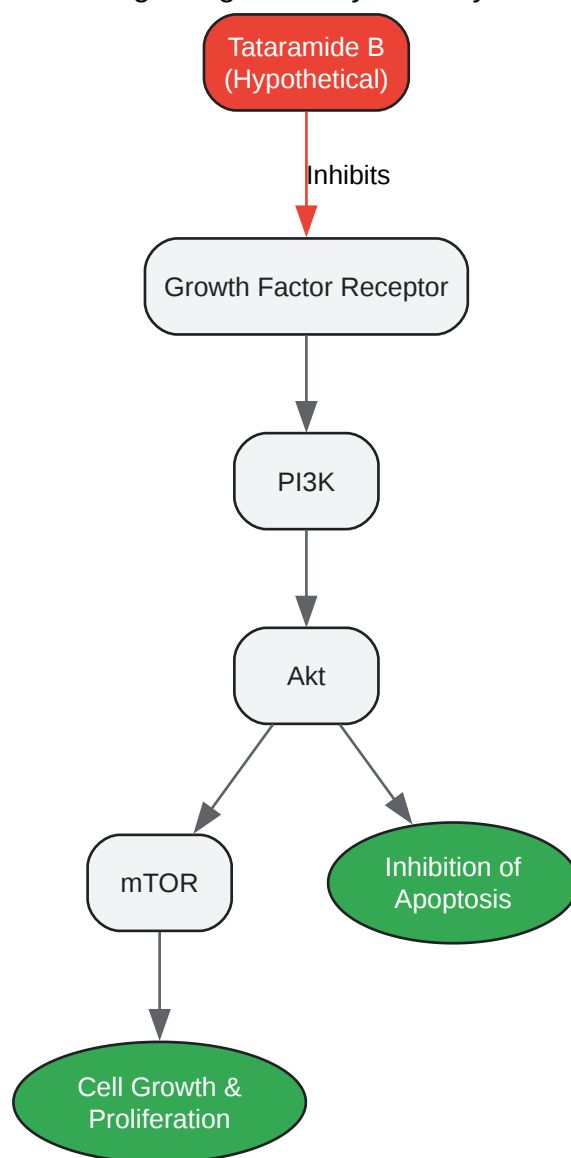 Tataramide B
(Hypothetical)
Inhibits
Growth Factor Receptor
PI3K
Akt
mTOR
Inhibition of
Apoptosis
Cell Growth &
Proliferation